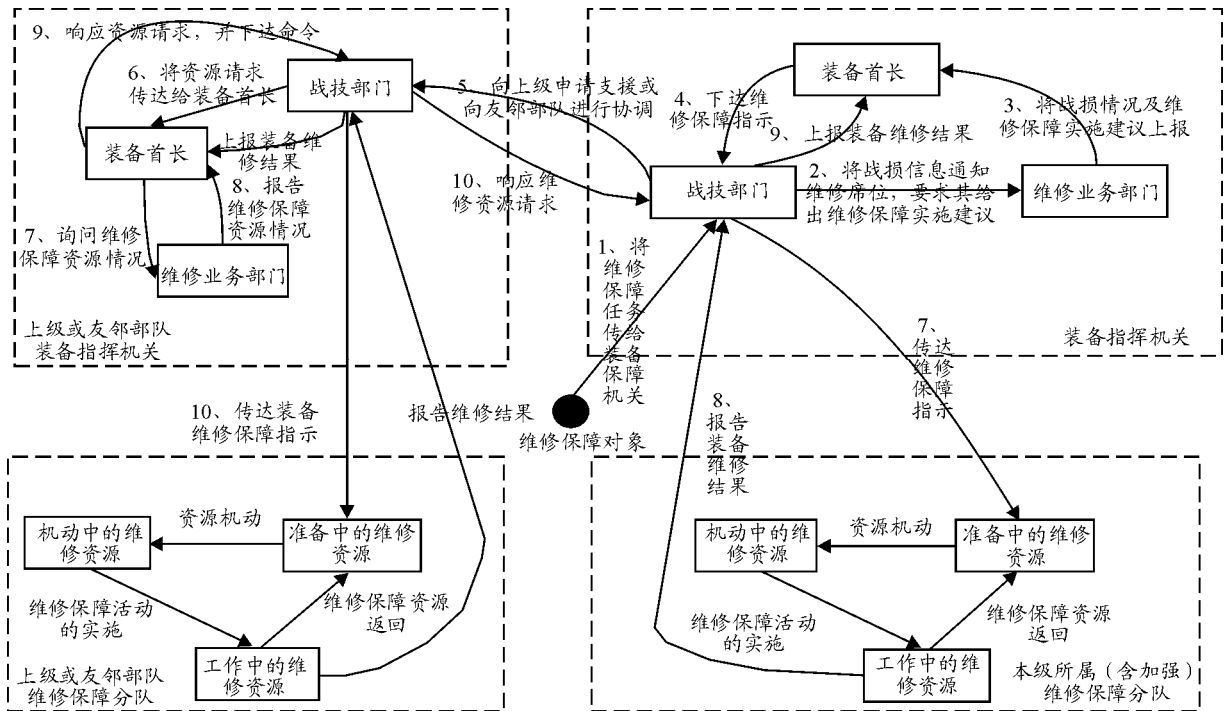 9、响应资源请求，并下达命令
6、将资源请求
传达给装备首长
战技部门
装备首长
上报装备维
修结果
8、报告
维修保障
资源情况
7、询问维修
保障资源情况
维修业务部门
上级或友邻部队
装备指挥机关
5、向上级申请支援或
向友邻部队进行协调
10、响应维
修资源请求
装备首长
4、下达维
修保障指示
3、将战损情况及维
修保障实施建议上报
9、上报装备维修结果
战技部门
2、将战损信息通知
维修席位，要求其给
出维修保障实施建议
维修业务部门
1、将
维修
保障
任务
传给
装备
保障
机关
7、
传达
维修
保障
指示
装备指挥机关
10、传达装备
维修保障指示
报告维修结果
维修保障对象
8、
报告
装备
维修
结果
机动中的维
修资源
资源机动
准备中的维修
资源
维修保障活动
的实施
维修保障资源
返回
工作中的维
修资源
上级或友邻部队
维修保障分队
机动中的维
修资源
资源机动
准备中的维修
资源
维修保障活动
的实施
维修保障资源
返回
工作中的维
修资源
本级所属（含加强）
维修保障分队